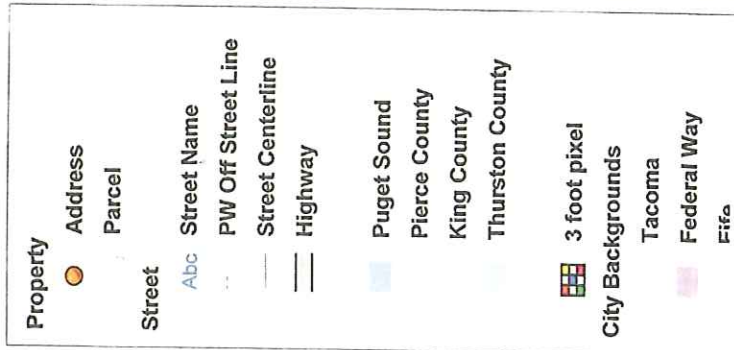 Property
Address
Parcel
Street
Abc Street Name
PW Off Street Line
Street Centerline
Highway
Puget Sound
Pierce County
King County
Thurston County
3 foot pixel
City Backgrounds
Tacoma
Federal Way
Fife